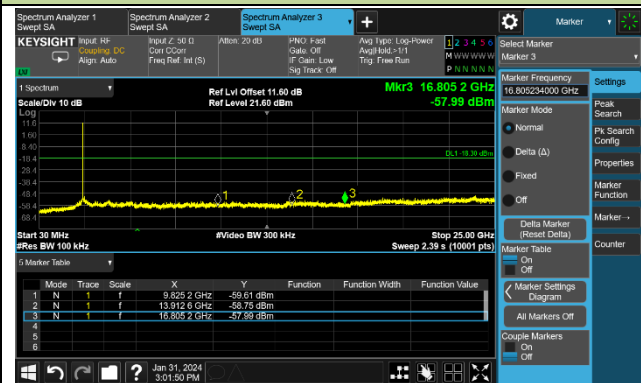 Spectrum Analyzer 1 Spectrum Analyzer 2 Spectrum Analyzer 3 +
Swept SA Swept SA Swept SA
Marker
KEYSIGHT Input: RF Input Z: 50 Ω Atten: 20 dB PNO: Fast Avg Type: Log-Power 1 2 3 4 5 6
Coupling: DC Corr CCorr Gate: Off Avg|Hold:>1/1 M W W W W W
Align: Auto Freq Ref: Int (S) IF Gain: Low Trig: Free Run P N N N N N
Sig Track: Off
LVI
1 Spectrum
Ref Lvl Offset 11.60 dB Mkr3 16.805 2 GHz
Scale/Div 10 dB Ref Level 21.60 dBm -57.99 dBm
Log
11.6
1.60
-8.40
-18.4 DL1 -15.30 dBm
-28.4
-38.4
-48.4 1 2 3
-58.4
-68.4
Start 30 MHz #Video BW 300 kHz Stop 25.00 GHz
#Res BW 100 kHz Sweep 2.39 s (10001 pts)
5 Marker Table
Mode Trace Scale X Y Function Function Width Function Value
1 N 1 f 9.825 2 GHz -59.61 dBm
2 N 1 f 13.912 6 GHz -58.75 dBm
3 N 1 f 16.805 2 GHz -57.99 dBm
4
5
6
? Jan 31, 2024
3:01:50 PM
Select Marker
Marker 3
Marker Frequency
16.805234000 GHz
Marker Mode
Normal
Delta (Δ)
Fixed
Off
Delta Marker
(Reset Delta)
Marker Table
On
Off
Marker Settings
Diagram
All Markers Off
Couple Markers
On
Off
Settings
Peak
Search
Pk Search
Config
Properties
Marker
Function
Marker→
Counter